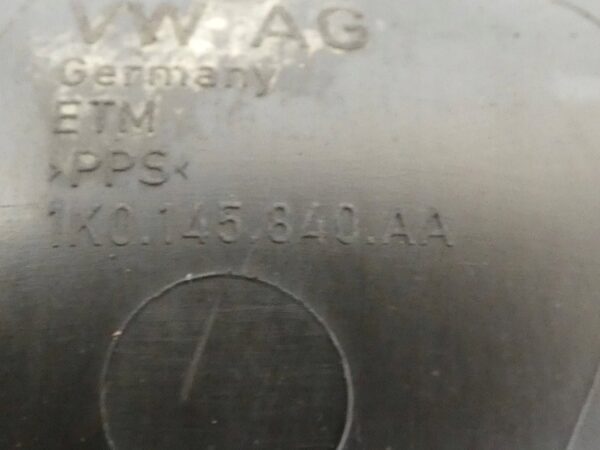 VW AG
Germany
ETM
>PPS<
1K0.145.840.AA